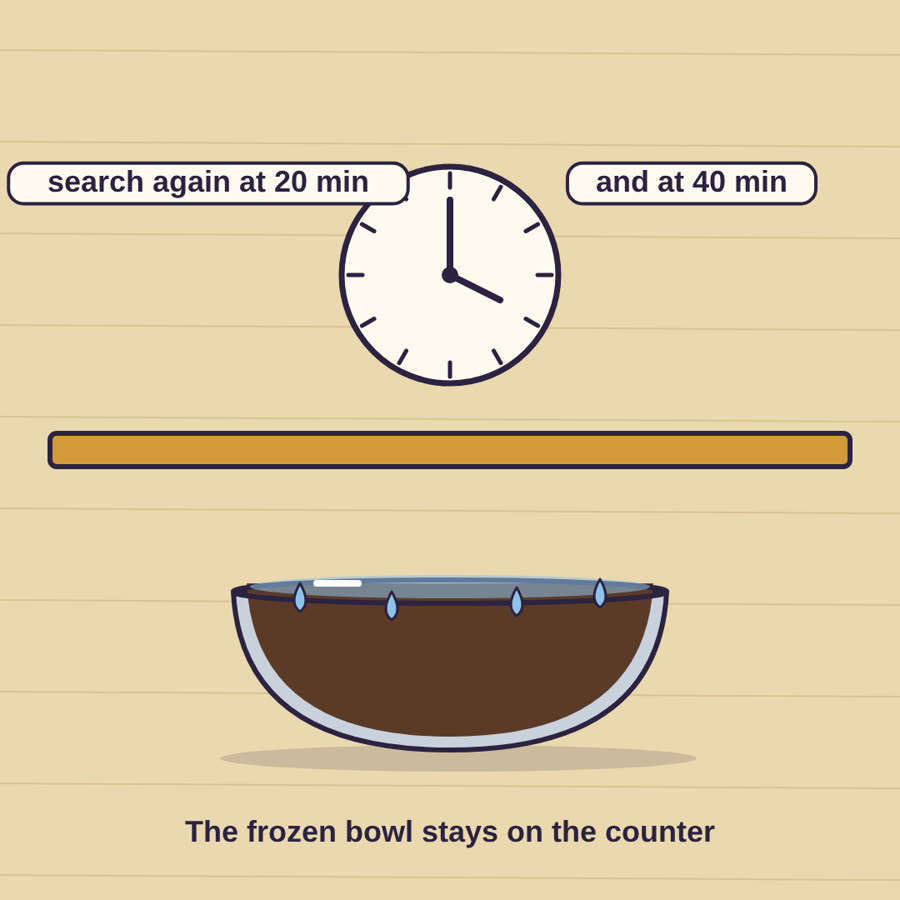 search again at 20 min
and at 40 min
The frozen bowl stays on the counter